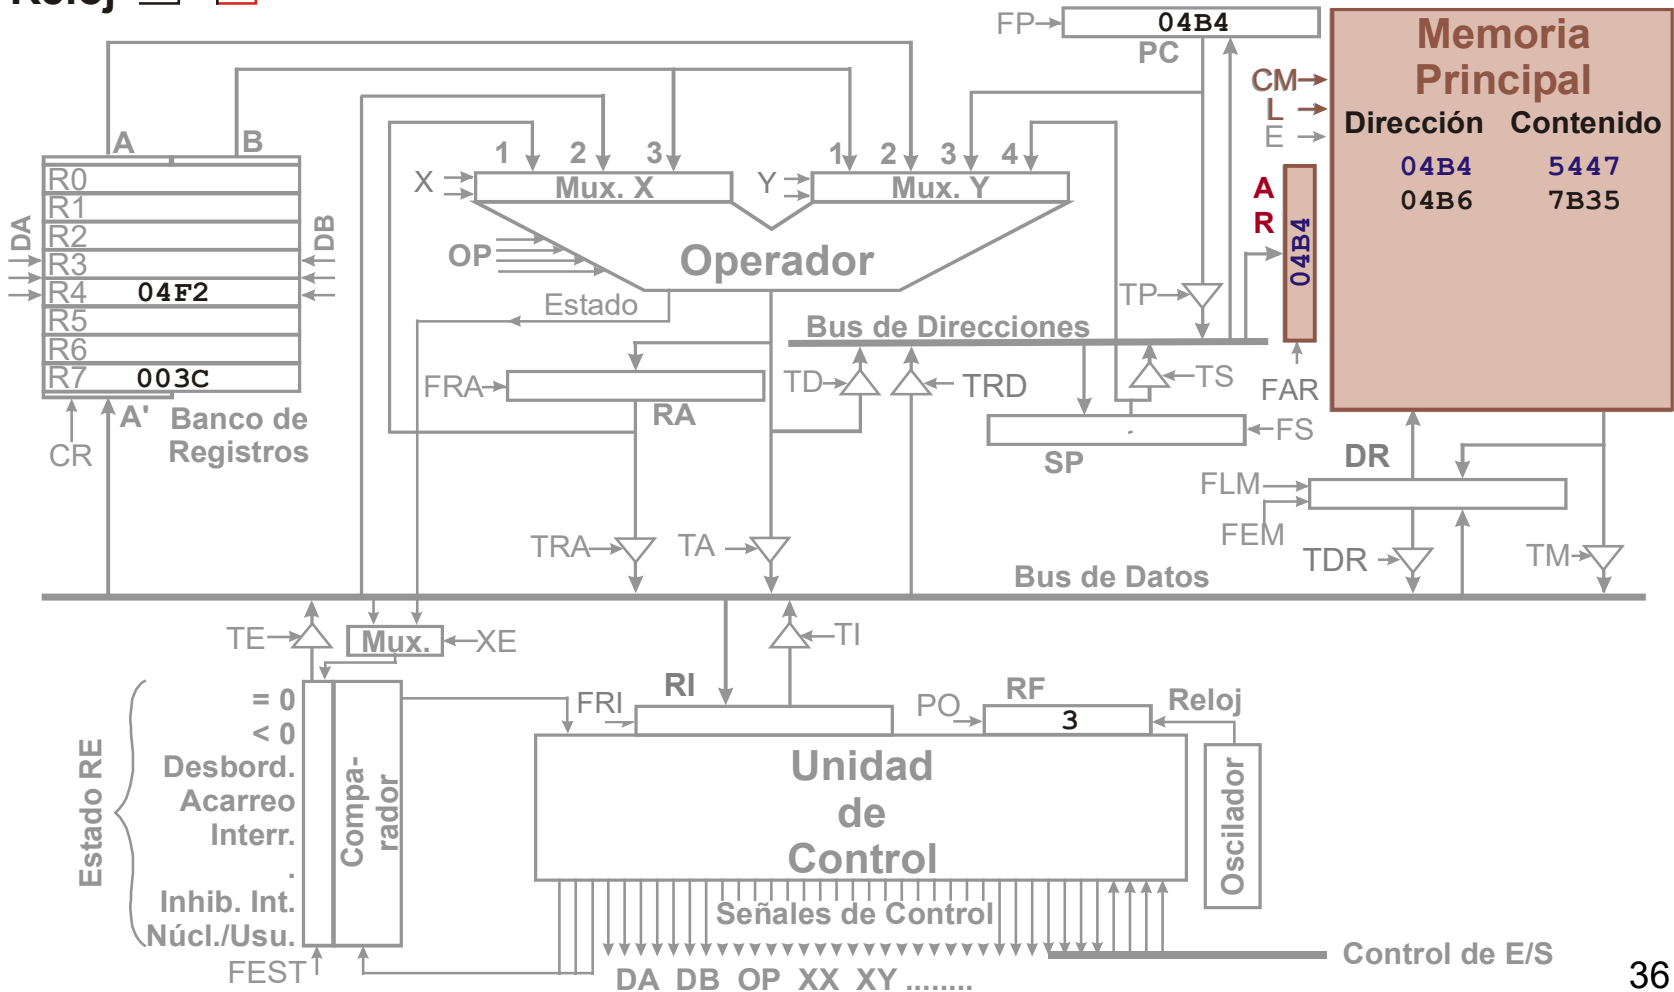 Reloj
FP
04B4
PC
Memoria
Principal
CM
L
E
Dirección Contenido
04B4 5447
04B6 7B35
A
B
R0
R1
R2
R3
R4 04F2
R5
R6
R7 003C
DA
DB
A'
Banco de
Registros
CR
1 2 3
X
Mux. X
1 2 3 4
Y
Mux. Y
OP
Operador
Estado
A
R
04B4
FAR
TP
Bus de Direcciones
FRA
RA
TD
TRD
TS
FS
SP
DR
FLM
FEM
TRA
TA
TDR
TM
Bus de Datos
TE
Mux.
XE
TI
RI
FRI
PO
RF
3
Reloj
Estado RE
= 0
< 0
Desbord.
Acarreo
Interr.
.
Inhib. Int.
Núcl./Usu.
FEST
Compa-
rador
Unidad
de
Control
Oscilador
Señales de Control
DA DB OP XX XY ........
Control de E/S
36